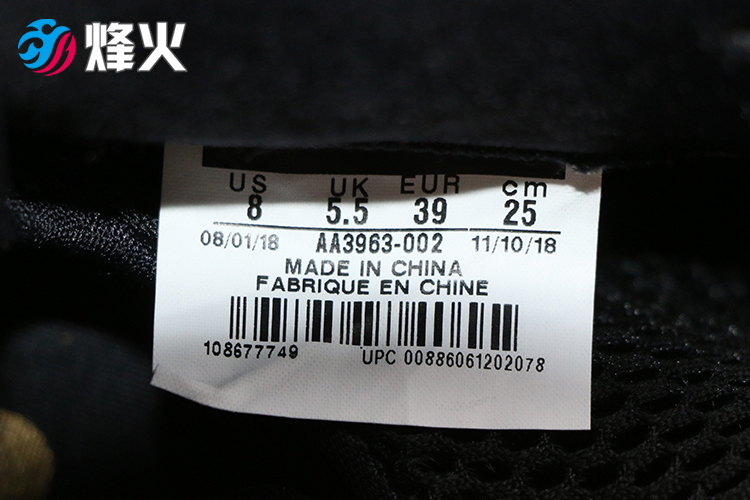 烽火
US UK EUR cm
8 5.5 39 25
08/01/18 AA3963-002 11/10/18
MADE IN CHINA
FABRIQUE EN CHINE
108677749 UPC 00886061202078